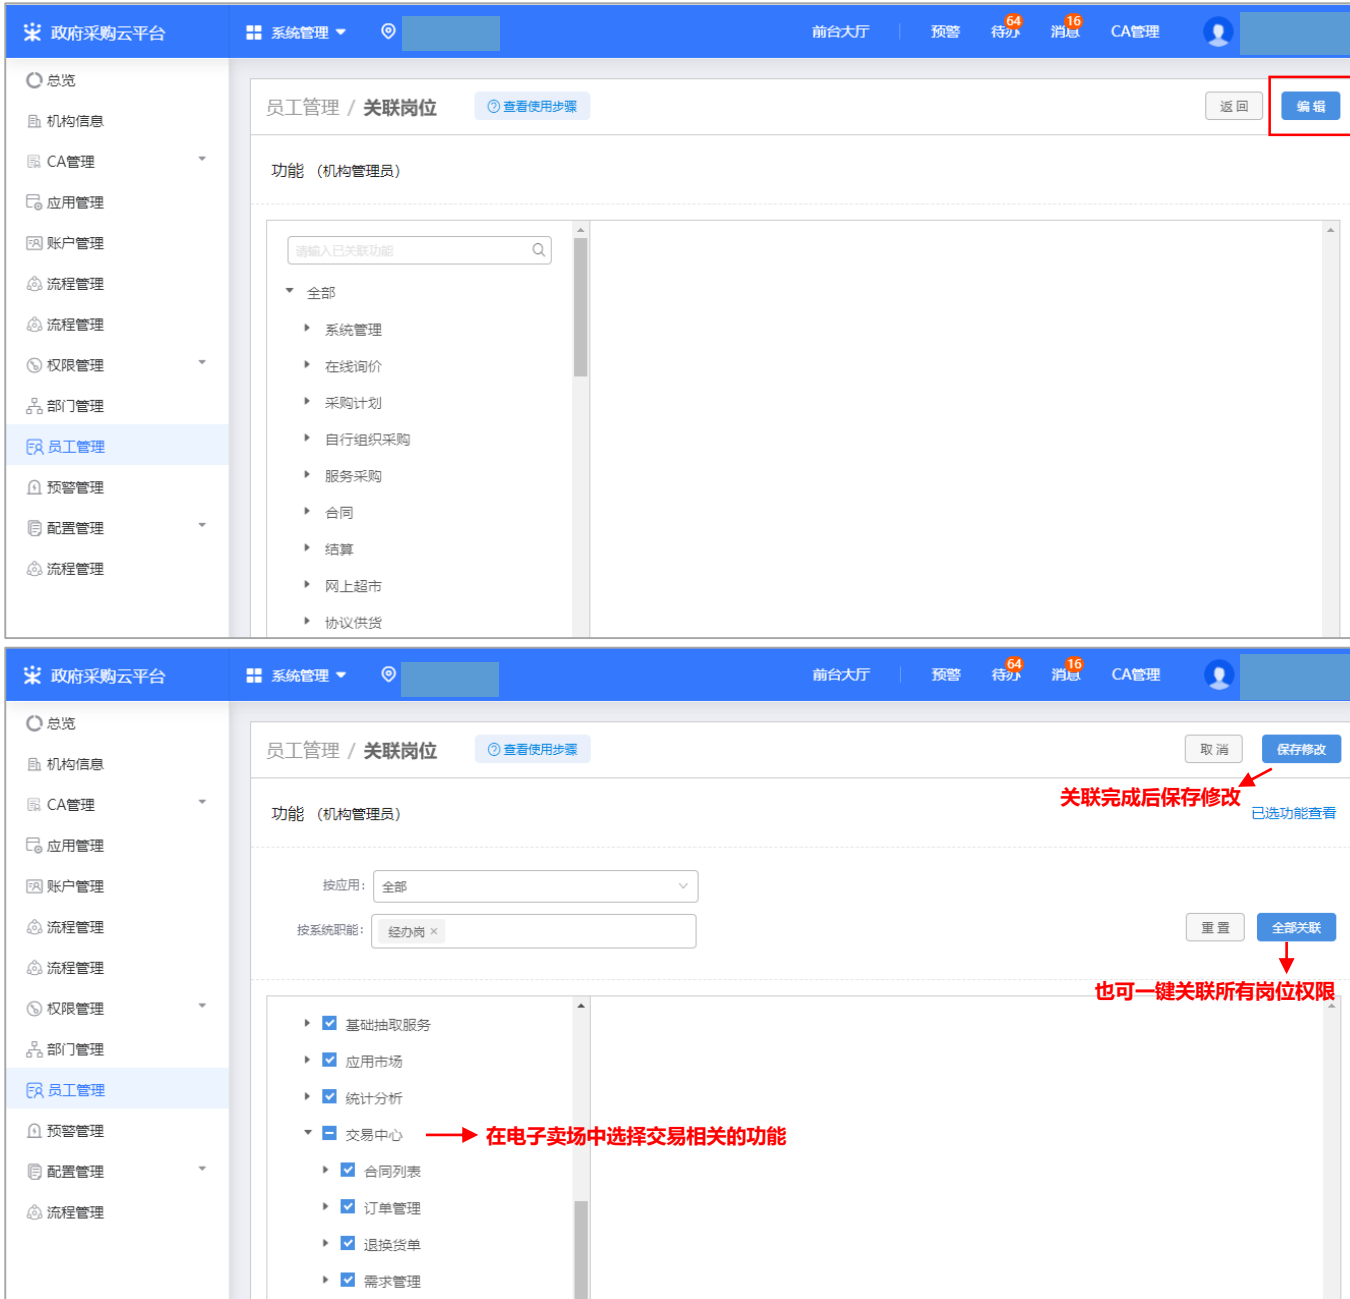 政府采购云平台
系统管理
前台大厅
预警
待办 64
消息 16
CA管理
总览
机构信息
CA管理
应用管理
账户管理
流程管理
流程管理
权限管理
部门管理
员工管理
预警管理
配置管理
流程管理
员工管理 / 关联岗位
查看使用步骤
返回
编辑
功能 （机构管理员）
请输入已关联功能
全部
系统管理
在线询价
采购计划
自行组织采购
服务采购
合同
结算
网上超市
协议供货
政府采购云平台
系统管理
前台大厅
预警
待办 64
消息 16
CA管理
总览
机构信息
CA管理
应用管理
账户管理
流程管理
流程管理
权限管理
部门管理
员工管理
预警管理
配置管理
流程管理
员工管理 / 关联岗位
查看使用步骤
取消
保存修改
关联完成后保存修改
功能 （机构管理员）
已选功能查看
按应用： 全部
按系统职能： 经办岗 ×
重置
全部关联
也可一键关联所有岗位权限
基础抽取服务
应用市场
统计分析
交易中心
在电子卖场中选择交易相关的功能
合同列表
订单管理
退换货单
需求管理